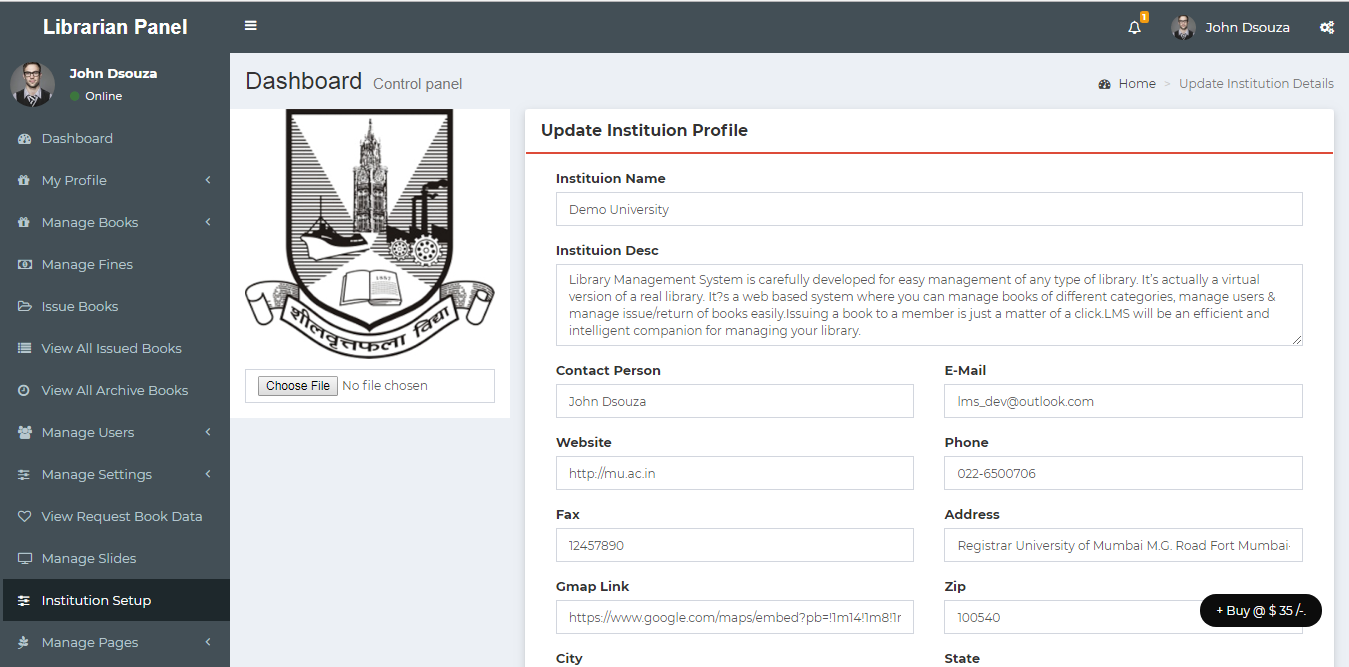 Librarian Panel
1
John Dsouza
John Dsouza
Online
Dashboard
My Profile
Manage Books
Manage Fines
Issue Books
View All Issued Books
View All Archive Books
Manage Users
Manage Settings
View Request Book Data
Manage Slides
Institution Setup
Manage Pages
Dashboard Control panel
Home > Update Institution Details
1857
शीलवृत्तफला विद्या
Choose File No file chosen
Update Instituion Profile
Instituion Name
Demo University
Instituion Desc
Library Management System is carefully developed for easy management of any type of library. It’s actually a virtual
version of a real library. It?s a web based system where you can manage books of different categories, manage users &
manage issue/return of books easily.Issuing a book to a member is just a matter of a click.LMS will be an efficient and
intelligent companion for managing your library.
Contact Person
John Dsouza
E-Mail
lms_dev@outlook.com
Website
http://mu.ac.in
Phone
022-6500706
Fax
12457890
Address
Registrar University of Mumbai M.G. Road Fort Mumbai-
Gmap Link
https://www.google.com/maps/embed?pb=!1m14!1m8!1r
Zip
100540
+ Buy @ $ 35 /-.
City
State